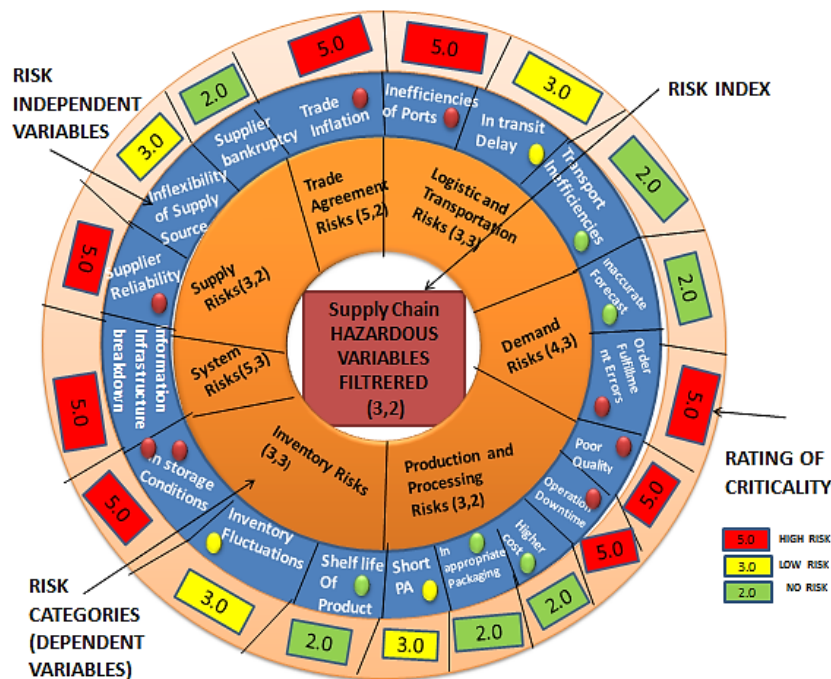 RISK
INDEPENDENT
VARIABLES
RISK INDEX
RATING OF
CRITICALITY
5.0 HIGH RISK
3.0 LOW RISK
2.0 NO RISK
RISK
CATEGORIES
(DEPENDENT
VARIABLES)
Supply Chain
HAZARDOUS
VARIABLES
FILTRERED
(3,2)
Trade
Agreement
Risks (5,2)
Logistic and
Transportation
Risks (3,3)
Demand
Risks (4,3)
Production and
Processing
Risks (3,2)
Inventory Risks
(3,3)
System
Risks(5,3)
Supply
Risks(3,2)
Trade
Inflation
Inefficiencies
of Ports
In transit
Delay
Transport
Inefficiencies
Inaccurate
Forecast
Order
Fulfillme
nt Errors
Poor
Quality
Operation
Downtime
Higher
cost
In
appropriate
Packaging
Short
PA
Shelf life
Of
Product
Inventory
Fluctuations
In storage
Conditions
Information
Infrastructure
breakdown
Supplier
Reliability
Inflexibility
of Supply
Source
Supplier
bankruptcy
5.0
5.0
3.0
2.0
2.0
5.0
5.0
5.0
2.0
2.0
3.0
2.0
3.0
5.0
5.0
5.0
3.0
2.0